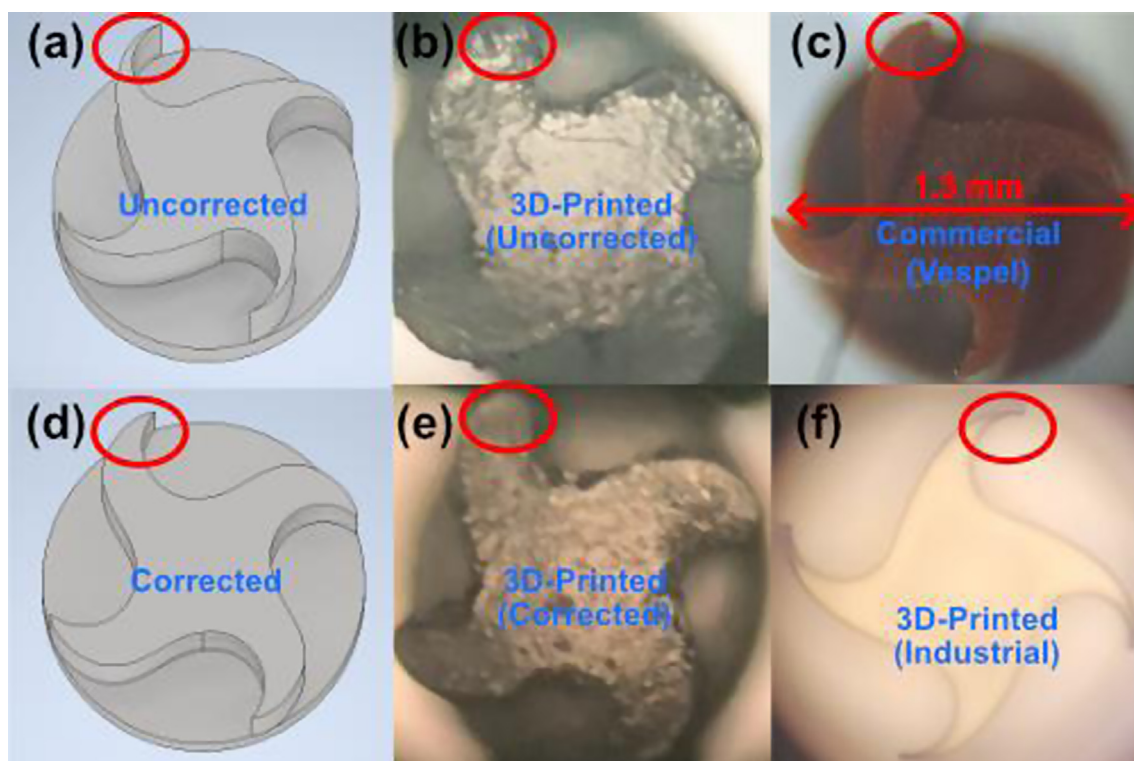 (a)
Uncorrected
(b)
3D-Printed
(Uncorrected)
(c)
1.3 mm
Commercial
(Vespel)
(d)
Corrected
(e)
3D-Printed
(Corrected)
(f)
3D-Printed
(Industrial)